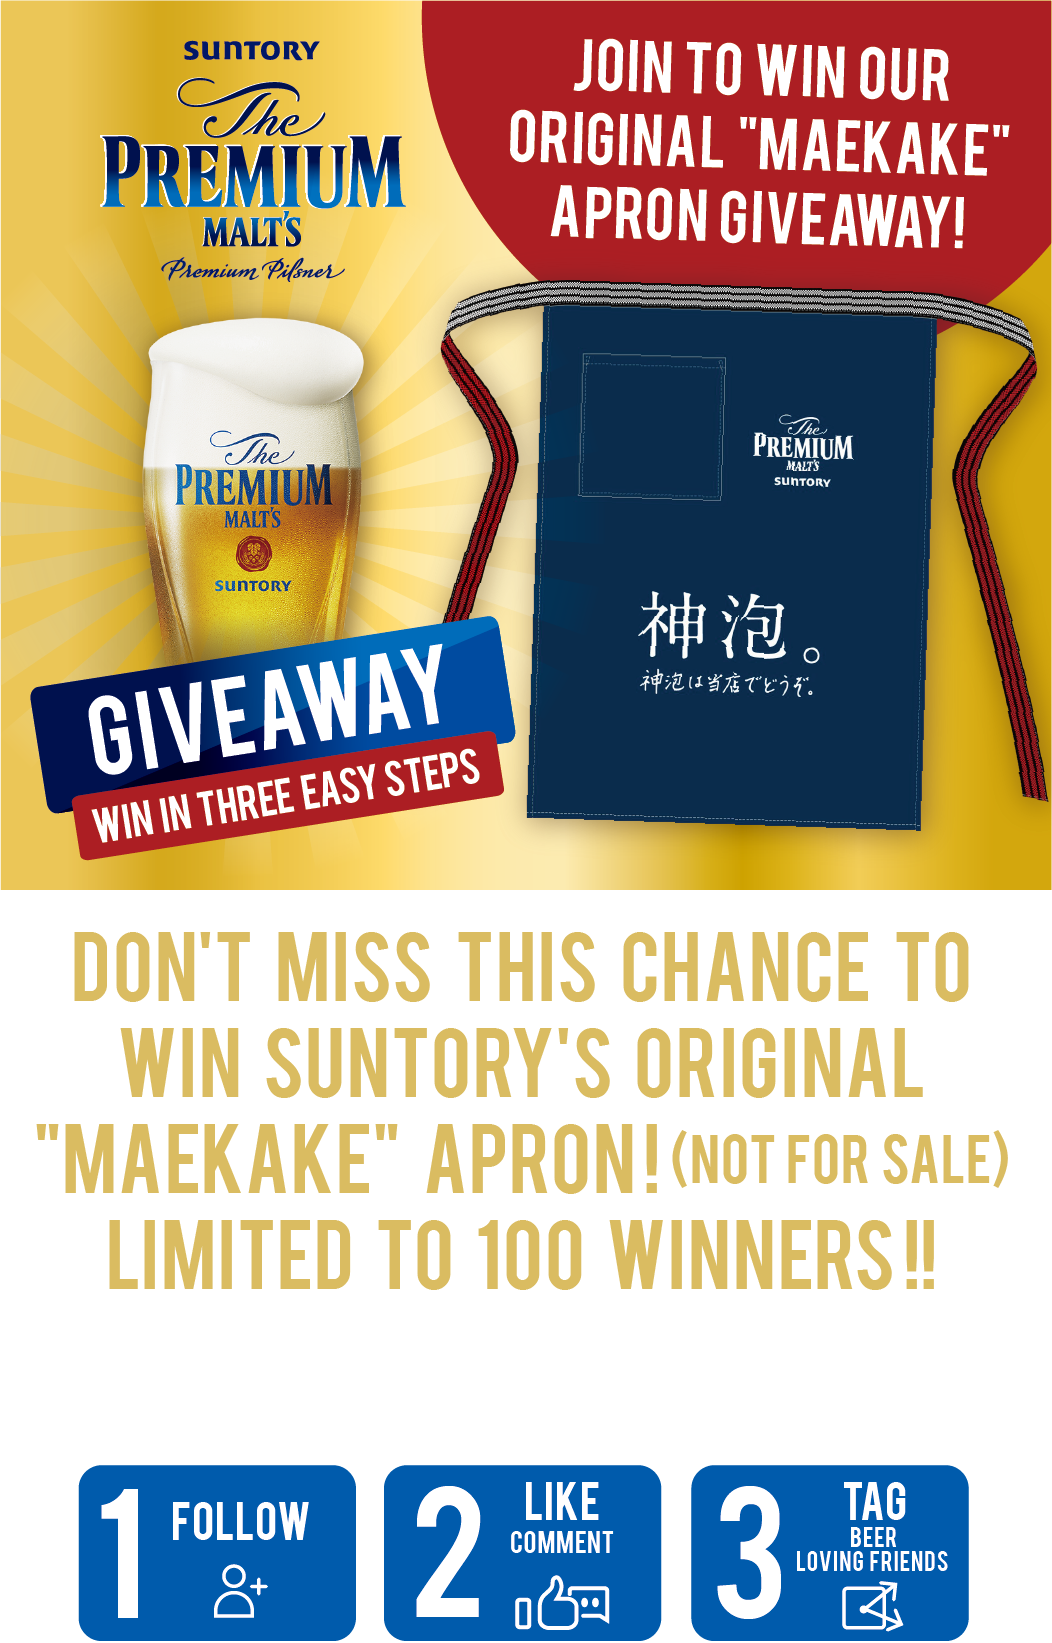 SUNTORY
The
PREMIUM
MALT'S
Premium Pilsner
JOIN TO WIN OUR
ORIGINAL "MAEKAKE"
APRON GIVEAWAY!
The
PREMIUM
MALT'S
SUNTORY
The
PREMIUM
MALT'S
SUNTORY
神泡。
神泡は当店でどうぞ。
GIVEAWAY
WIN IN THREE EASY STEPS
DON'T MISS THIS CHANCE TO
WIN SUNTORY'S ORIGINAL
"MAEKAKE" APRON! (NOT FOR SALE)
LIMITED TO 100 WINNERS!!
1 FOLLOW
2 LIKE
COMMENT
3 TAG
BEER
LOVING FRIENDS